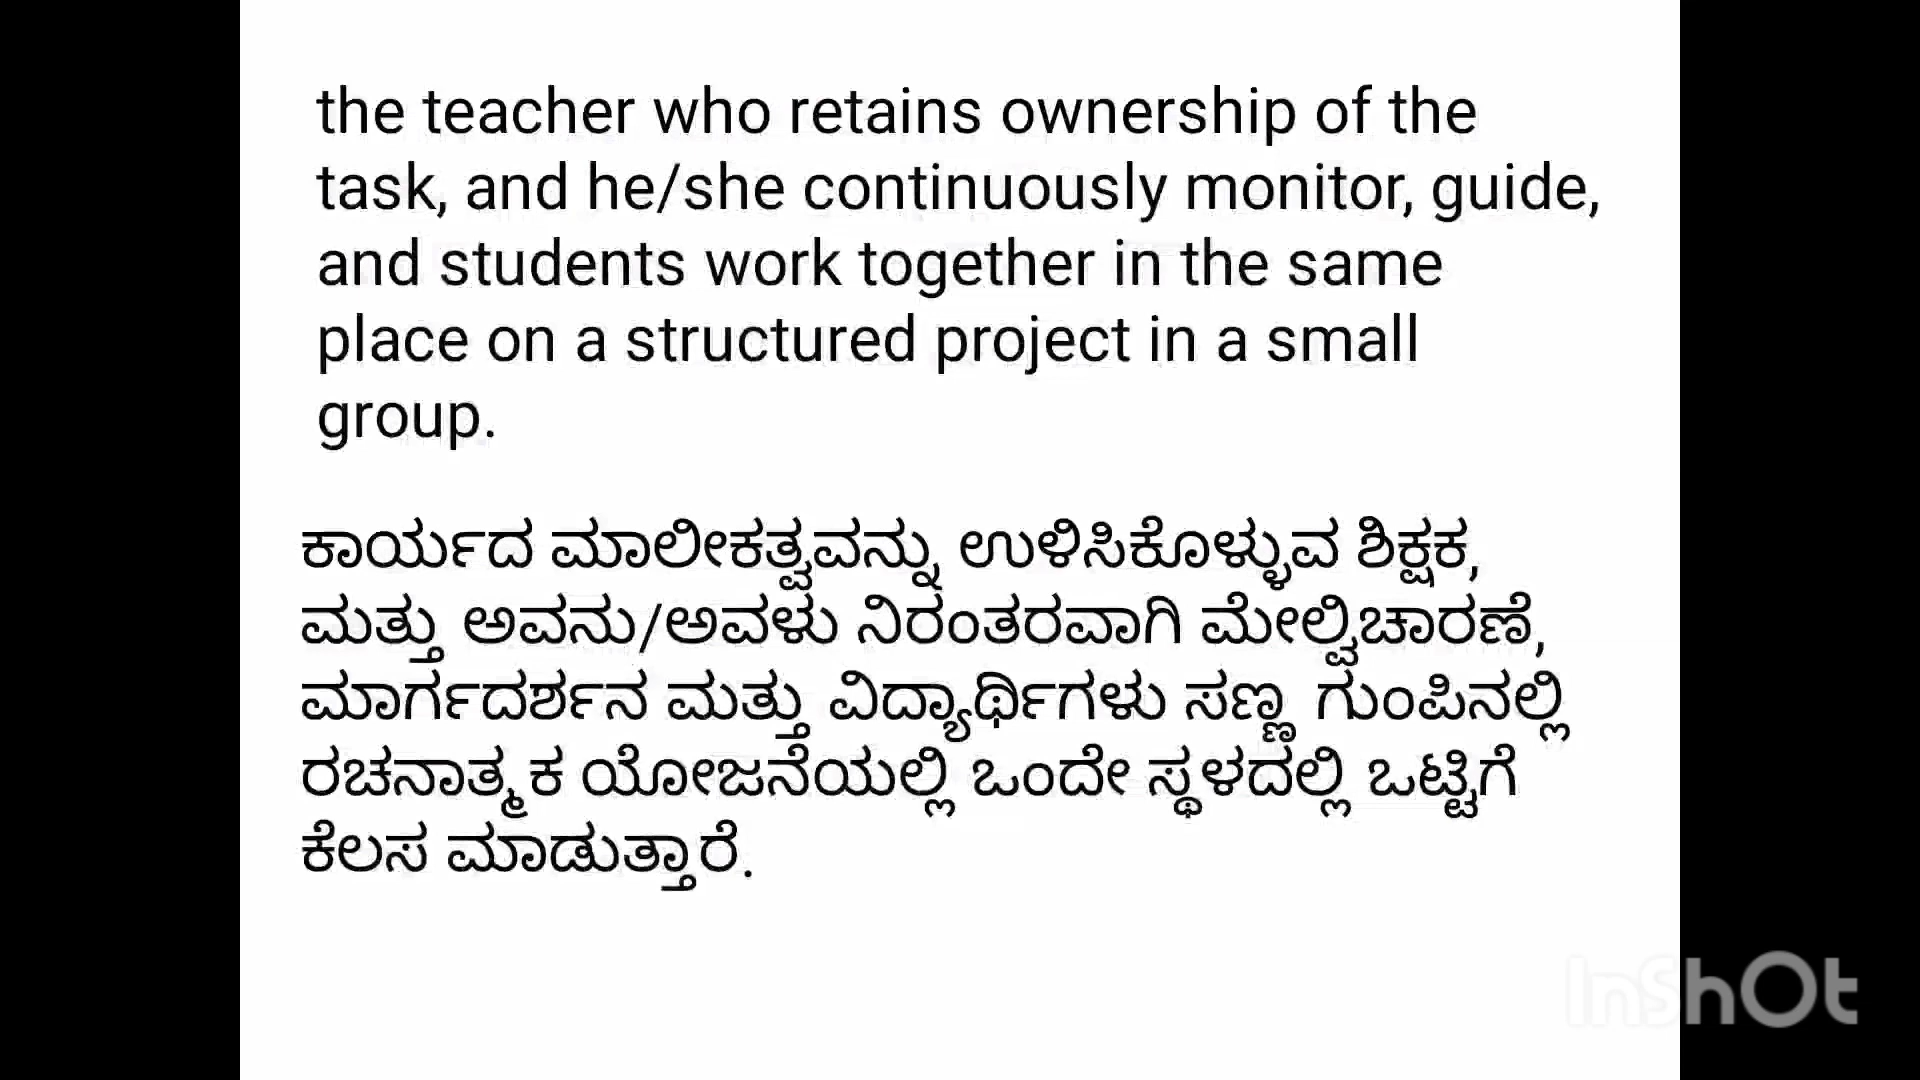 the teacher who retains ownership of the
task, and he/she continuously monitor, guide,
and students work together in the same
place on a structured project in a small
group.
ಕಾರ್ಯದ ಮಾಲೀಕತ್ವವನ್ನು ಉಳಿಸಿಕೊಳ್ಳುವ ಶಿಕ್ಷಕ,
ಮತ್ತು ಅವನು/ಅವಳು ನಿರಂತರವಾಗಿ ಮೇಲ್ವಿಚಾರಣೆ,
ಮಾರ್ಗದರ್ಶನ ಮತ್ತು ವಿದ್ಯಾರ್ಥಿಗಳು ಸಣ್ಣ ಗುಂಪಿನಲ್ಲಿ
ರಚನಾತ್ಮಕ ಯೋಜನೆಯಲ್ಲಿ ಒಂದೇ ಸ್ಥಳದಲ್ಲಿ ಒಟ್ಟಿಗೆ
ಕೆಲಸ ಮಾಡುತ್ತಾರೆ.
InShOt